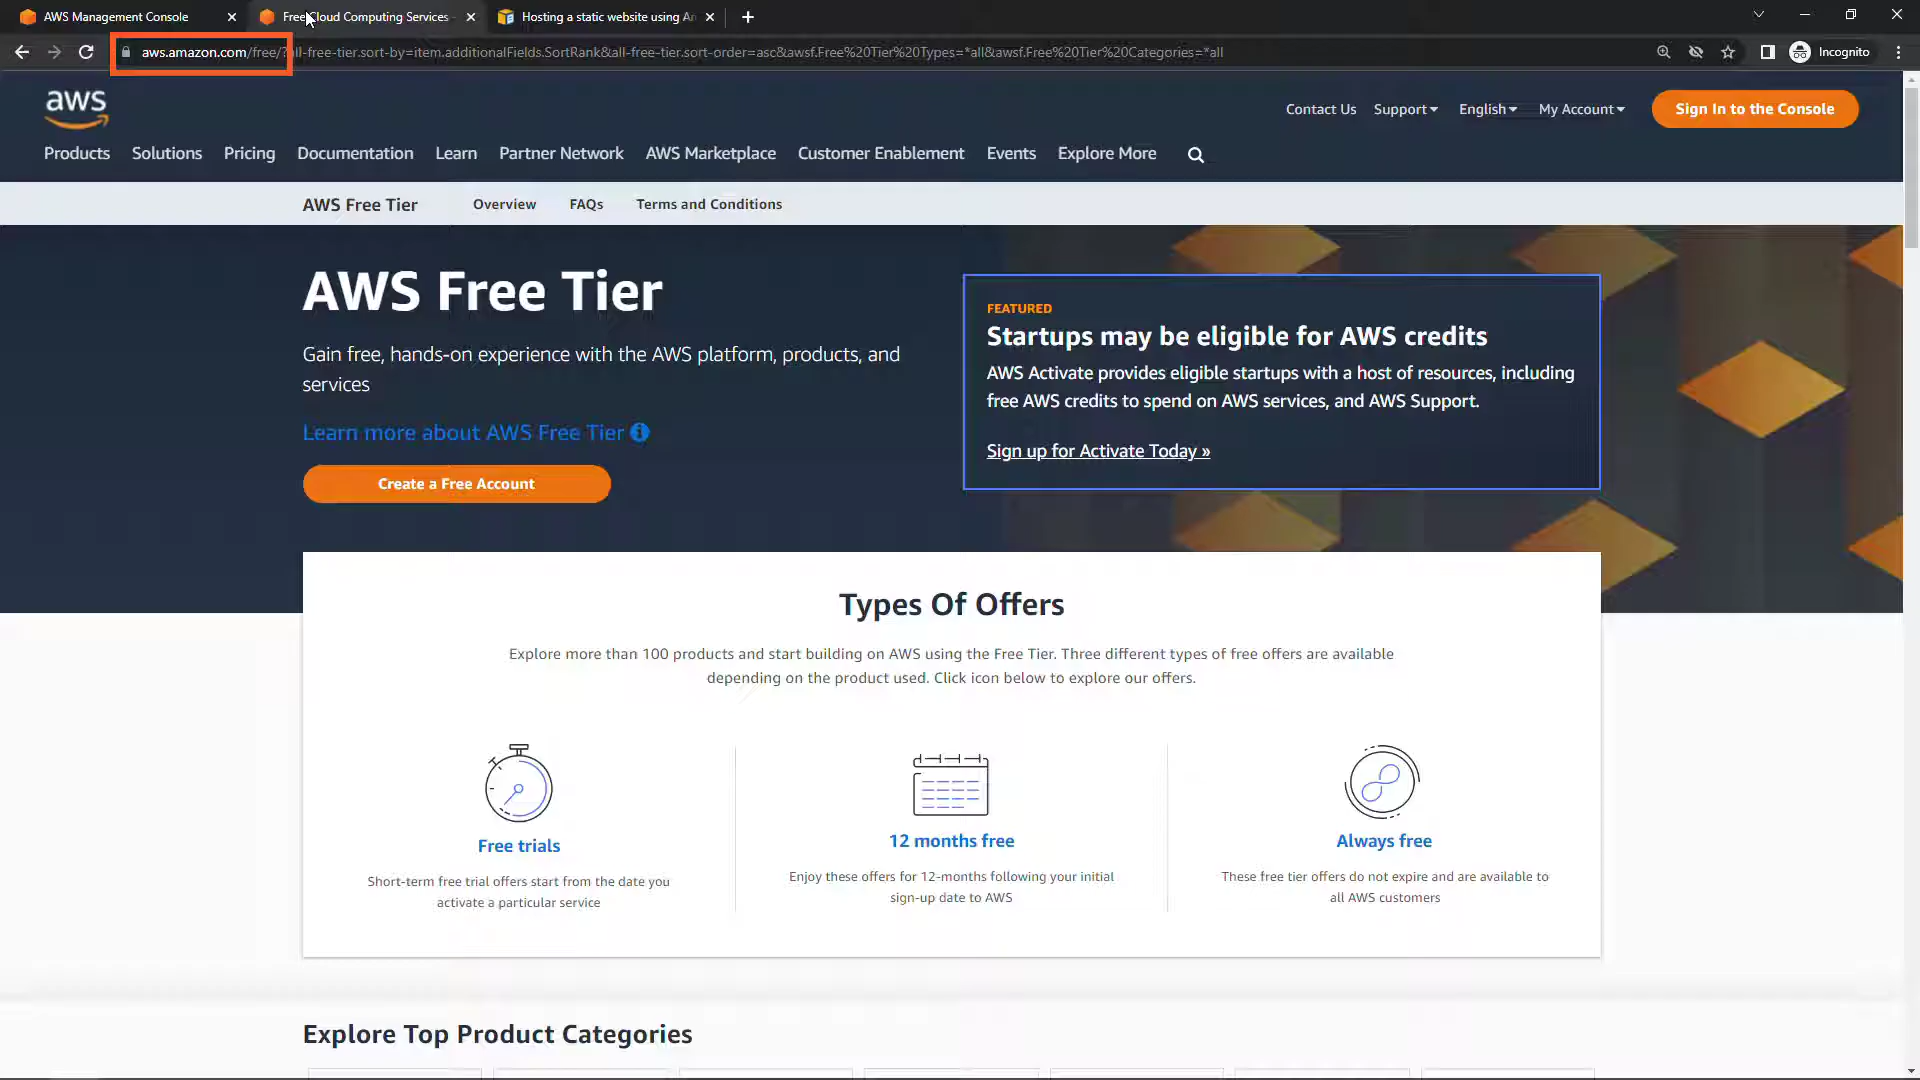 AWS Management Console
Free Cloud Computing Services -
Hosting a static website using
aws.amazon.com/free/?all-free-tier.sort-by=item.additionalFields.SortRank&all-free-tier.sort-order=asc&awsf.Free%20Tier%20Types=*all&awsf.Free%20Tier%20Categories=*all
Incognito
aws
Contact Us Support English My Account Sign In to the Console
Products Solutions Pricing Documentation Learn Partner Network AWS Marketplace Customer Enablement Events Explore More
AWS Free Tier Overview FAQs Terms and Conditions
AWS Free Tier
Gain free, hands-on experience with the AWS platform, products, and
services
Learn more about AWS Free Tier
Create a Free Account
FEATURED
Startups may be eligible for AWS credits
AWS Activate provides eligible startups with a host of resources, including
free AWS credits to spend on AWS services, and AWS Support.
Sign up for Activate Today »
Types Of Offers
Explore more than 100 products and start building on AWS using the Free Tier. Three different types of free offers are available
depending on the product used. Click icon below to explore our offers.
Free trials
Short-term free trial offers start from the date you
activate a particular service
12 months free
Enjoy these offers for 12-months following your initial
sign-up date to AWS
Always free
These free tier offers do not expire and are available to
all AWS customers
Explore Top Product Categories